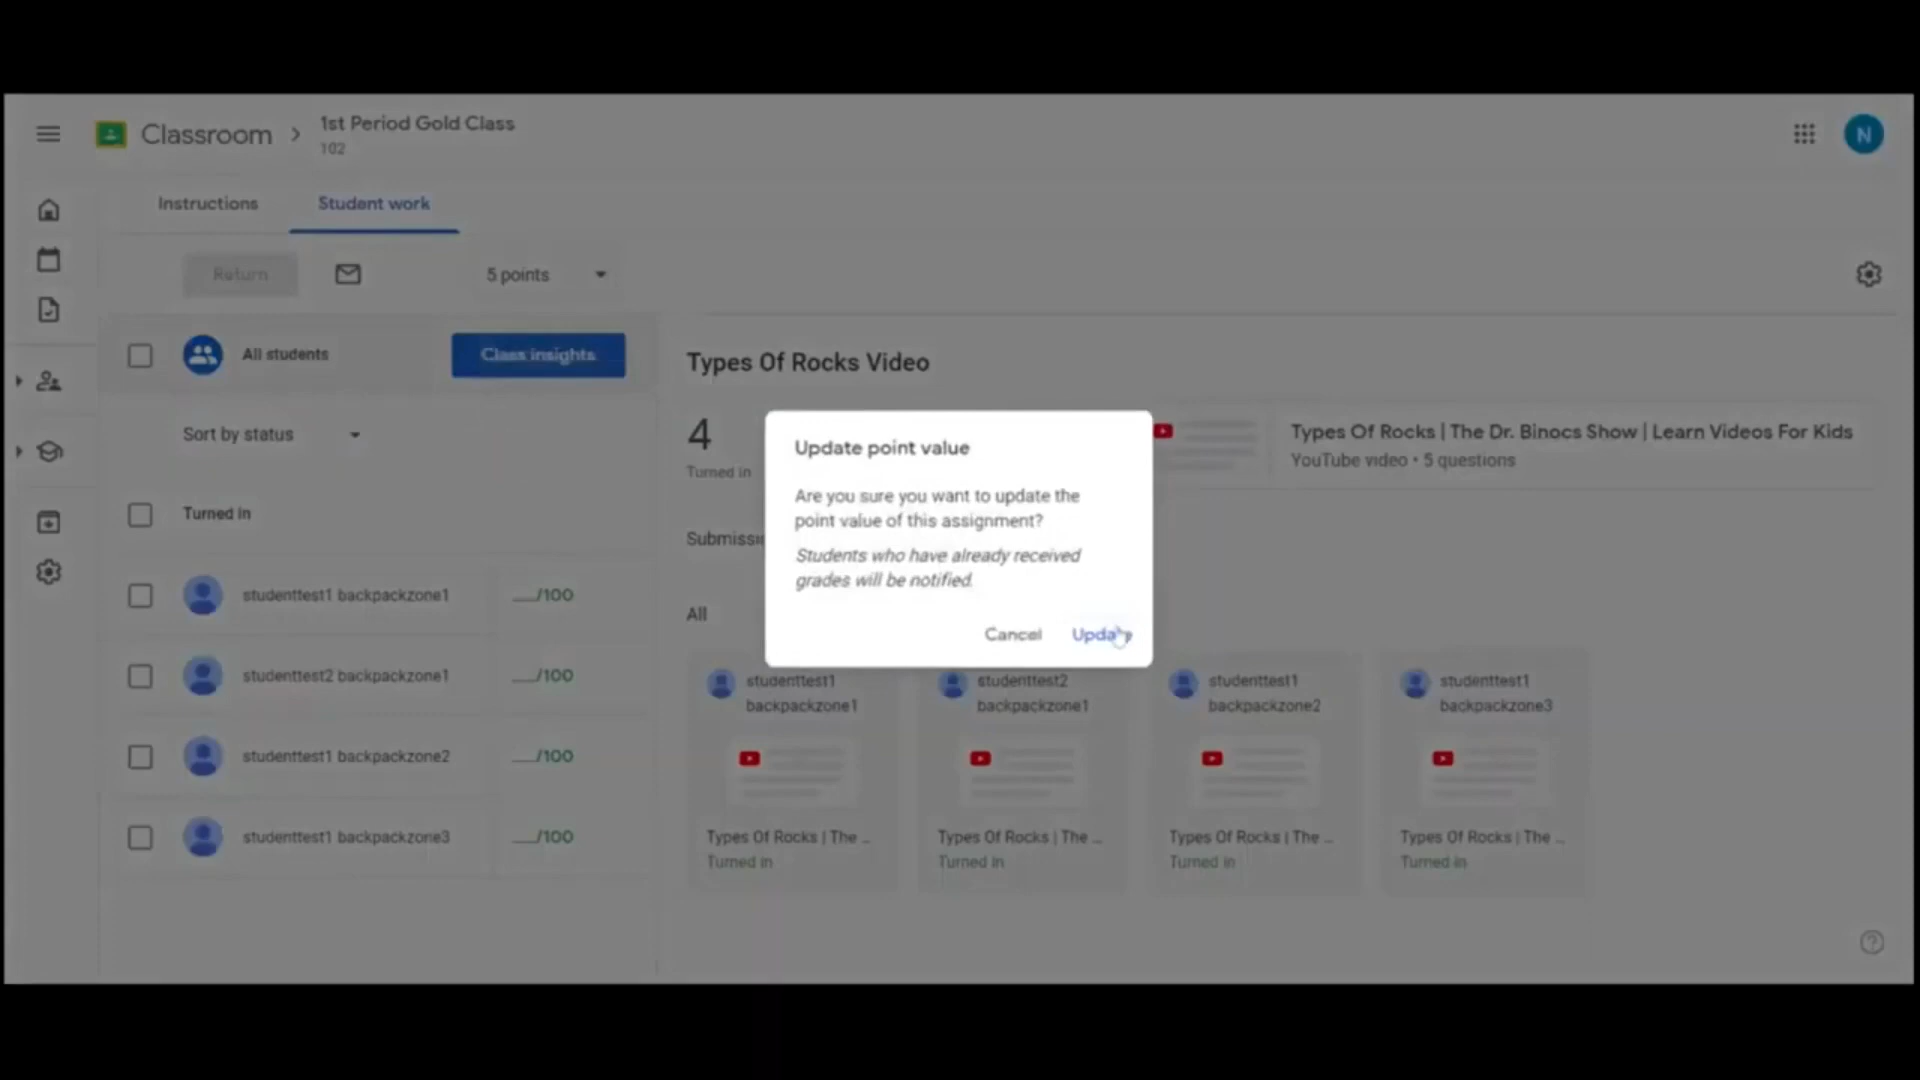 Classroom
1st Period Gold Class
102
N
Instructions
Student work
Return
5 points
All students
Class insights
Sort by status
Turned in
studenttest1 backpackzone1
__/100
studenttest2 backpackzone1
__/100
studenttest1 backpackzone2
__/100
studenttest1 backpackzone3
__/100
Types Of Rocks Video
4
Turned in
Types Of Rocks | The Dr. Binocs Show | Learn Videos For Kids
YouTube video • 5 questions
All
Update point value
Are you sure you want to update the
point value of this assignment?
Students who have already received
grades will be notified.
Cancel
Update
studenttest1
backpackzone1
Types Of Rocks | The ...
Turned in
studenttest2
backpackzone1
Types Of Rocks | The ...
Turned in
studenttest1
backpackzone2
Types Of Rocks | The ...
Turned in
studenttest1
backpackzone3
Types Of Rocks | The ...
Turned in